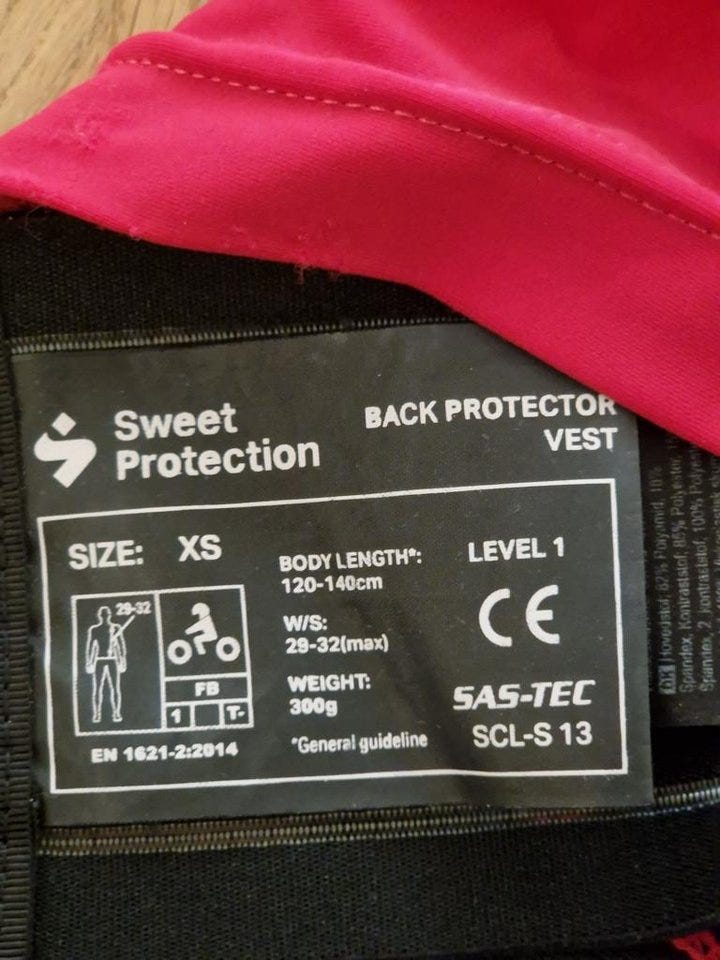 Sweet
Protection
BACK PROTECTOR
VEST
SIZE: XS
29-32
FB
1 T-
EN 1621-2:2014
BODY LENGTH*:
120-140cm
W/S:
29-32(max)
WEIGHT:
300g
*General guideline
LEVEL 1
CE
SAS-TEC
SCL-S 13
Spandex,